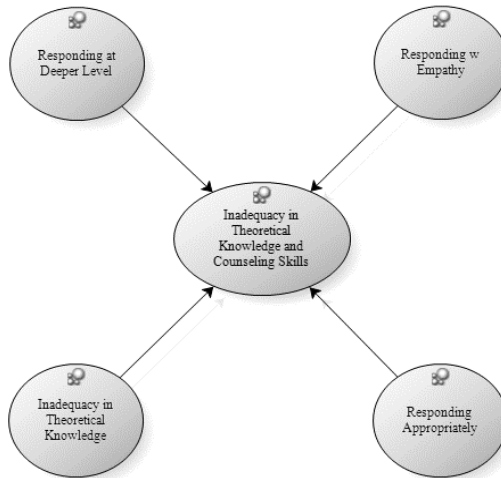 Responding at
Deeper Level
Responding w
Empathy
Inadequacy in
Theoretical
Knowledge and
Counseling Skills
Inadequacy in
Theoretical
Knowledge
Responding
Appropriately